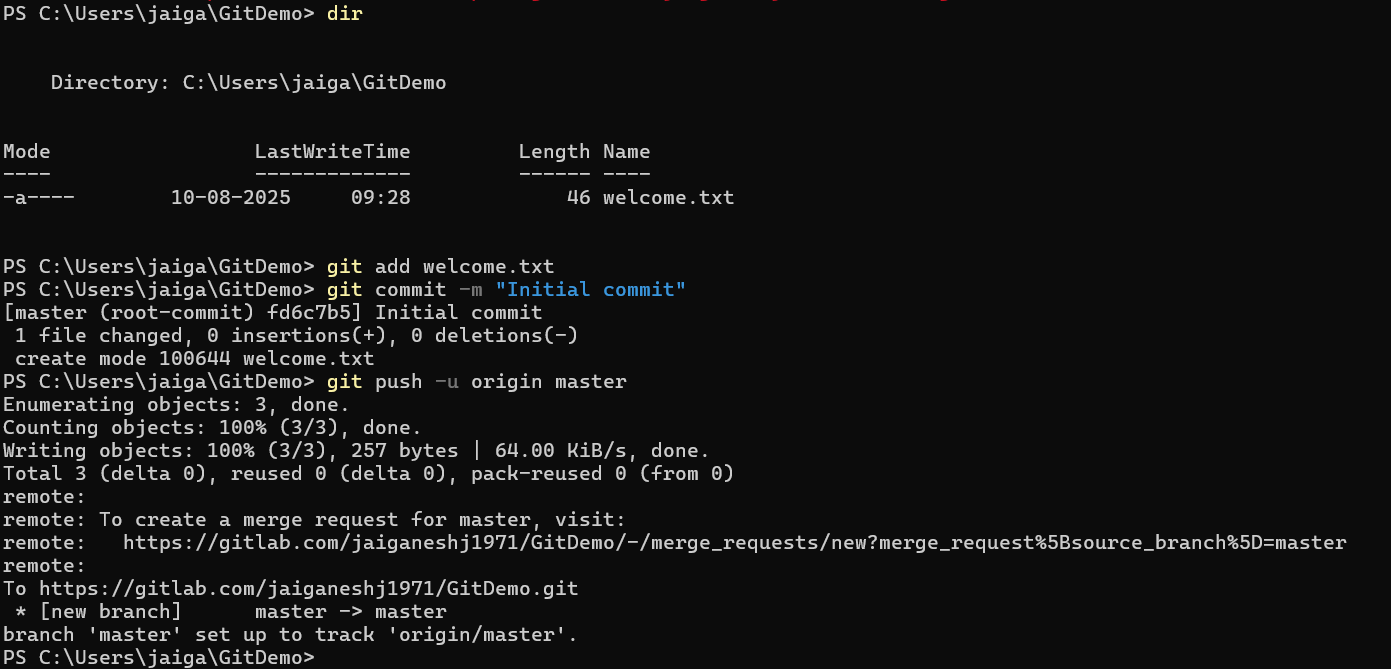 PS C:\Users\jaiga\GitDemo> dir
Directory: C:\Users\jaiga\GitDemo
Mode                 LastWriteTime         Length Name
----                 -------------         ------ ----
-a----        10-08-2025     09:28             46 welcome.txt
PS C:\Users\jaiga\GitDemo> git add welcome.txt
PS C:\Users\jaiga\GitDemo> git commit -m "Initial commit"
[master (root-commit) fd6c7b5] Initial commit
 1 file changed, 0 insertions(+), 0 deletions(-)
 create mode 100644 welcome.txt
PS C:\Users\jaiga\GitDemo> git push -u origin master
Enumerating objects: 3, done.
Counting objects: 100% (3/3), done.
Writing objects: 100% (3/3), 257 bytes | 64.00 KiB/s, done.
Total 3 (delta 0), reused 0 (delta 0), pack-reused 0 (from 0)
remote:
remote: To create a merge request for master, visit:
remote:   https://gitlab.com/jaiganeshj1971/GitDemo/-/merge_requests/new?merge_request%5Bsource_branch%5D=master
remote:
To https://gitlab.com/jaiganeshj1971/GitDemo.git
 * [new branch]      master -> master
branch 'master' set up to track 'origin/master'.
PS C:\Users\jaiga\GitDemo>